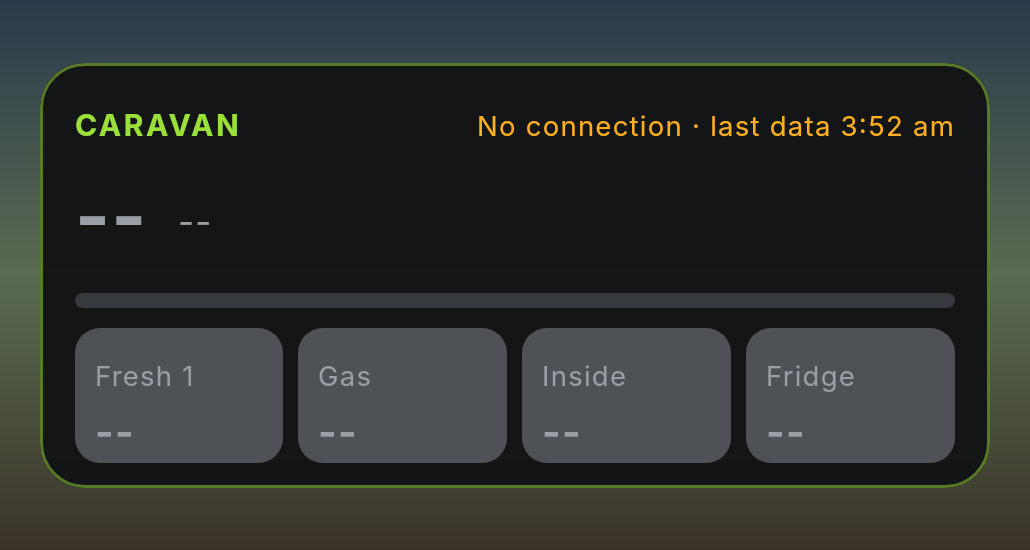 CARAVAN
No connection · last data 3:52 am
-- --
Fresh 1
--
Gas
--
Inside
--
Fridge
--